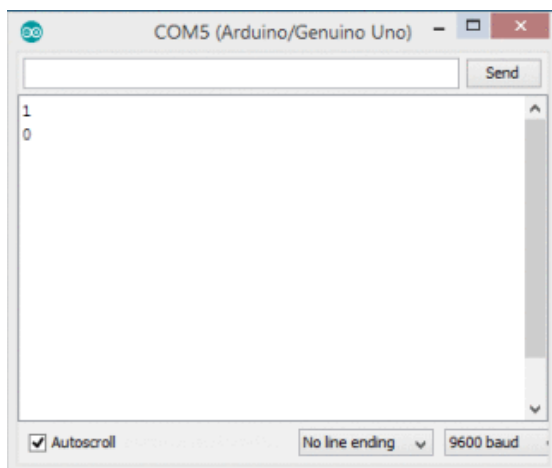 COM5 (Arduino/Genuino Uno)
Send
1
0
Autoscroll
No line ending
9600 baud